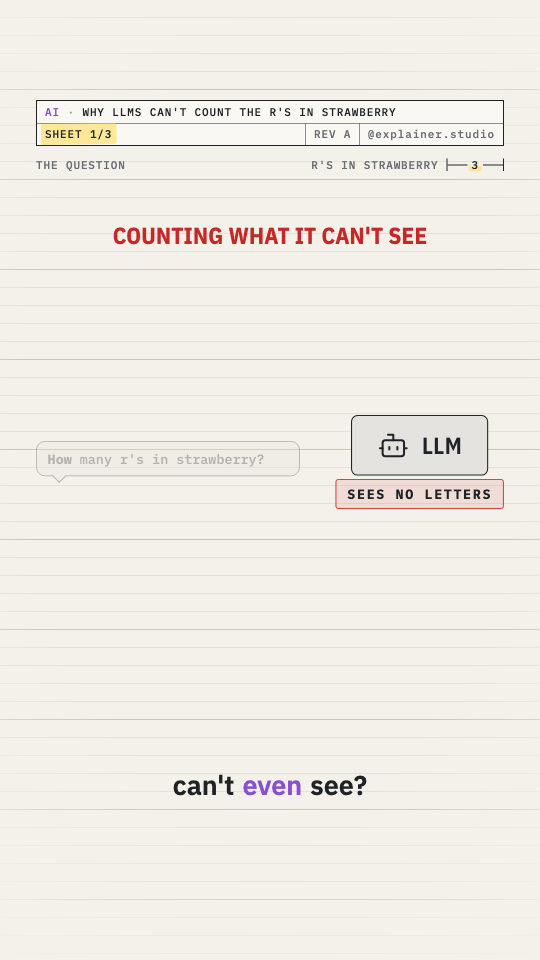 AI · WHY LLMS CAN'T COUNT THE R'S IN STRAWBERRY
SHEET 1/3 REV A @explainer.studio
THE QUESTION R'S IN STRAWBERRY 3
COUNTING WHAT IT CAN'T SEE
LLM
How many r's in strawberry?
SEES NO LETTERS
can't even see?